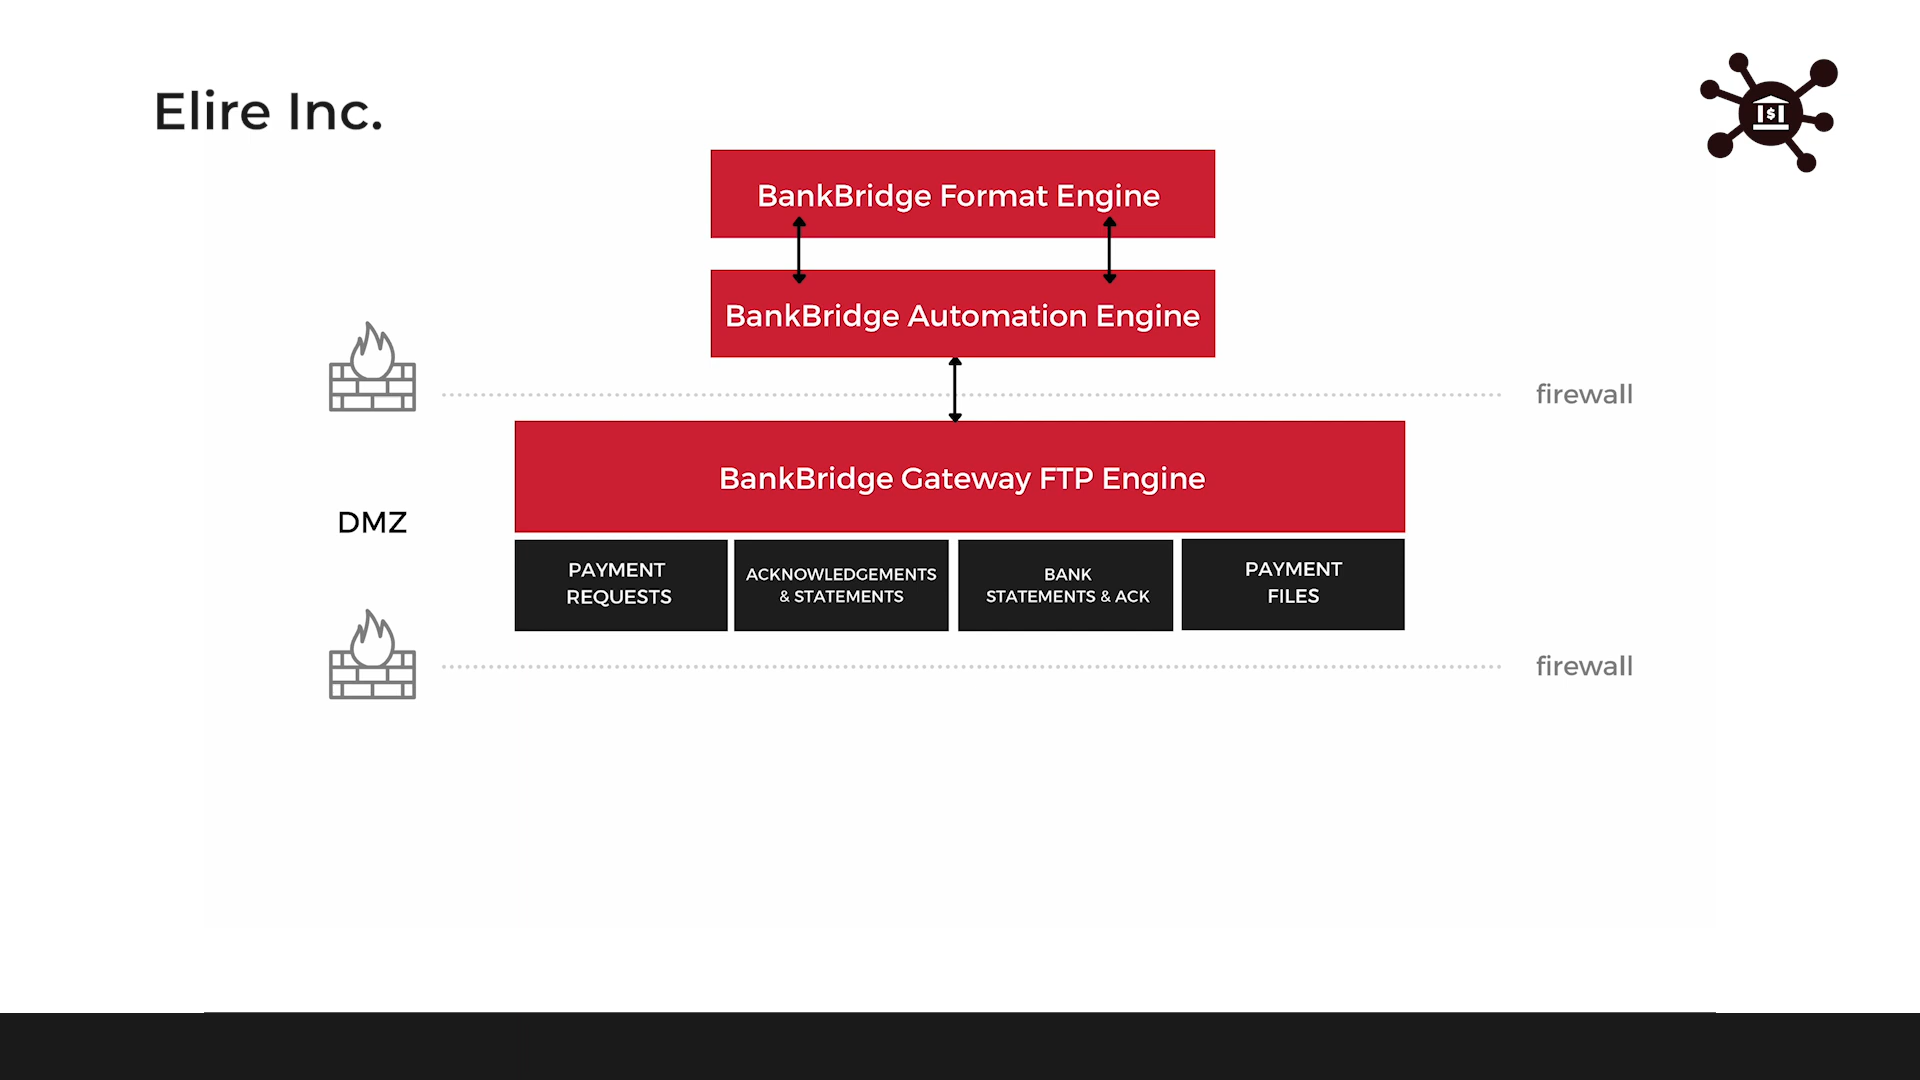 Elire Inc.
$
BankBridge Format Engine
BankBridge Automation Engine
firewall
BankBridge Gateway FTP Engine
DMZ
PAYMENT
REQUESTS
ACKNOWLEDGEMENTS
& STATEMENTS
BANK
STATEMENTS & ACK
PAYMENT
FILES
firewall